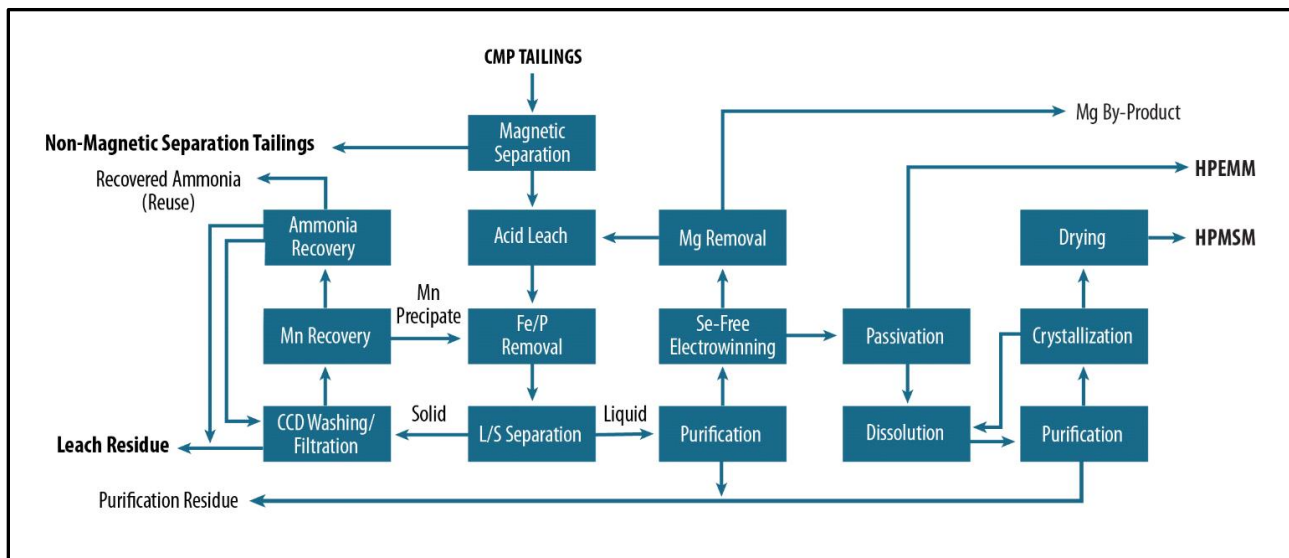 CMP TAILINGS
Magnetic
Separation
Mg By-Product
Non-Magnetic Separation Tailings
Recovered Ammonia
(Reuse)
HPEMM
Ammonia
Recovery
Acid Leach
Mg Removal
Drying
HPMSM
Mn
Precipate
Mn Recovery
Fe/P
Removal
Se-Free
Electrowinning
Passivation
Crystallization
CCD Washing/
Filtration
Solid
L/S Separation
Liquid
Purification
Dissolution
Purification
Leach Residue
Purification Residue